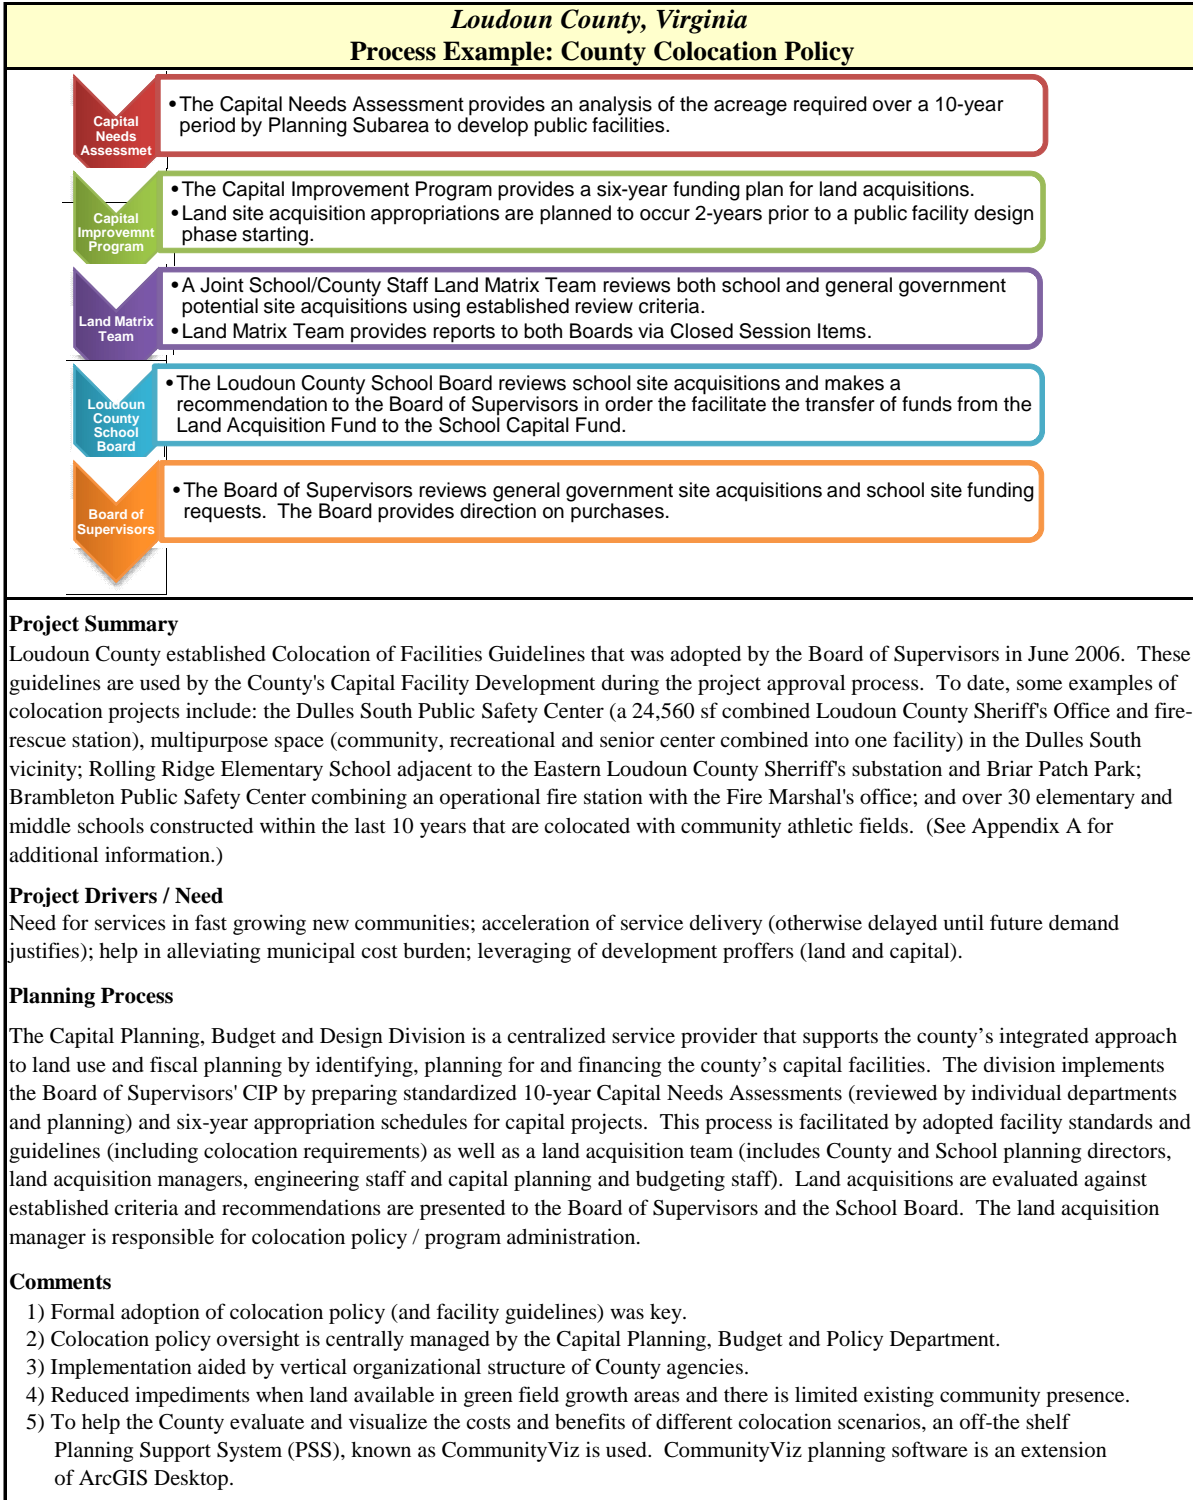 Loudoun County, Virginia
Process Example: County Colocation Policy
Capital
Needs
Assessmet
•The Capital Needs Assessment provides an analysis of the acreage required over a 10-year
period by Planning Subarea to develop public facilities.
Capital
Improvemnt
Program
•The Capital Improvement Program provides a six-year funding plan for land acquisitions.
•Land site acquisition appropriations are planned to occur 2-years prior to a public facility design
phase starting.
Land Matrix
Team
•A Joint School/County Staff Land Matrix Team reviews both school and general government
potential site acquisitions using established review criteria.
•Land Matrix Team provides reports to both Boards via Closed Session Items.
Loudoun
County
School
Board
•The Loudoun County School Board reviews school site acquisitions and makes a
recommendation to the Board of Supervisors in order the facilitate the transfer of funds from the
Land Acquisition Fund to the School Capital Fund.
Board of
Supervisors
•The Board of Supervisors reviews general government site acquisitions and school site funding
requests.  The Board provides direction on purchases.
Project Summary
Loudoun County established Colocation of Facilities Guidelines that was adopted by the Board of Supervisors in June 2006.  These
guidelines are used by the County's Capital Facility Development during the project approval process.  To date, some examples of
colocation projects include: the Dulles South Public Safety Center (a 24,560 sf combined Loudoun County Sheriff's Office and fire-
rescue station), multipurpose space (community, recreational and senior center combined into one facility) in the Dulles South
vicinity; Rolling Ridge Elementary School adjacent to the Eastern Loudoun County Sherriff's substation and Briar Patch Park;
Brambleton Public Safety Center combining an operational fire station with the Fire Marshal's office; and over 30 elementary and
middle schools constructed within the last 10 years that are colocated with community athletic fields.  (See Appendix A for
additional information.)
Project Drivers / Need
Need for services in fast growing new communities; acceleration of service delivery (otherwise delayed until future demand
justifies); help in alleviating municipal cost burden; leveraging of development proffers (land and capital).
Planning Process
The Capital Planning, Budget and Design Division is a centralized service provider that supports the county’s integrated approach
to land use and fiscal planning by identifying, planning for and financing the county’s capital facilities.  The division implements
the Board of Supervisors' CIP by preparing standardized 10-year Capital Needs Assessments (reviewed by individual departments
and planning) and six-year appropriation schedules for capital projects.  This process is facilitated by adopted facility standards and
guidelines (including colocation requirements) as well as a land acquisition team (includes County and School planning directors,
land acquisition managers, engineering staff and capital planning and budgeting staff).  Land acquisitions are evaluated against
established criteria and recommendations are presented to the Board of Supervisors and the School Board.  The land acquisition
manager is responsible for colocation policy / program administration.
Comments
1) Formal adoption of colocation policy (and facility guidelines) was key.
2) Colocation policy oversight is centrally managed by the Capital Planning, Budget and Policy Department.
3) Implementation aided by vertical organizational structure of County agencies.
4) Reduced impediments when land available in green field growth areas and there is limited existing community presence.
5) To help the County evaluate and visualize the costs and benefits of different colocation scenarios, an off-the shelf
Planning Support System (PSS), known as CommunityViz is used.  CommunityViz planning software is an extension
of ArcGIS Desktop.